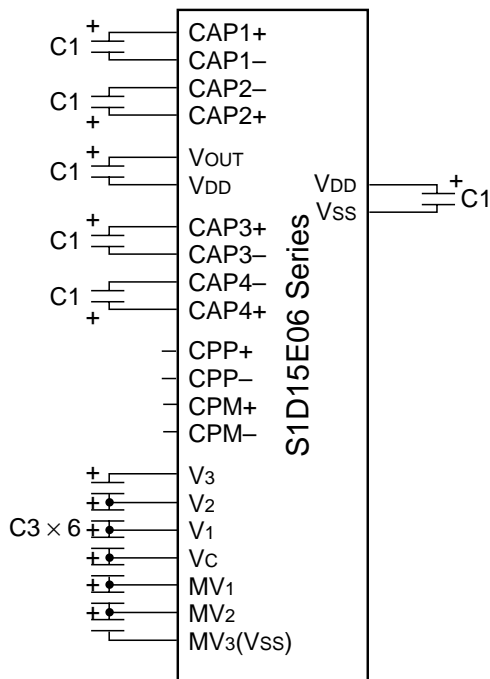 + CAP1+
C1 CAP1–
CAP2–
C1 CAP2+
+
+ VOUT
C1 VDD
VDD +
VSS C1
+ CAP3+
C1 CAP3–
CAP4–
C1 CAP4+
+
CPP+
CPP–
CPM+
CPM–
S1D15E06 Series
+ V3
+ V2
C3 × 6 + V1
+ VC
+ MV1
+ MV2
MV3(VSS)